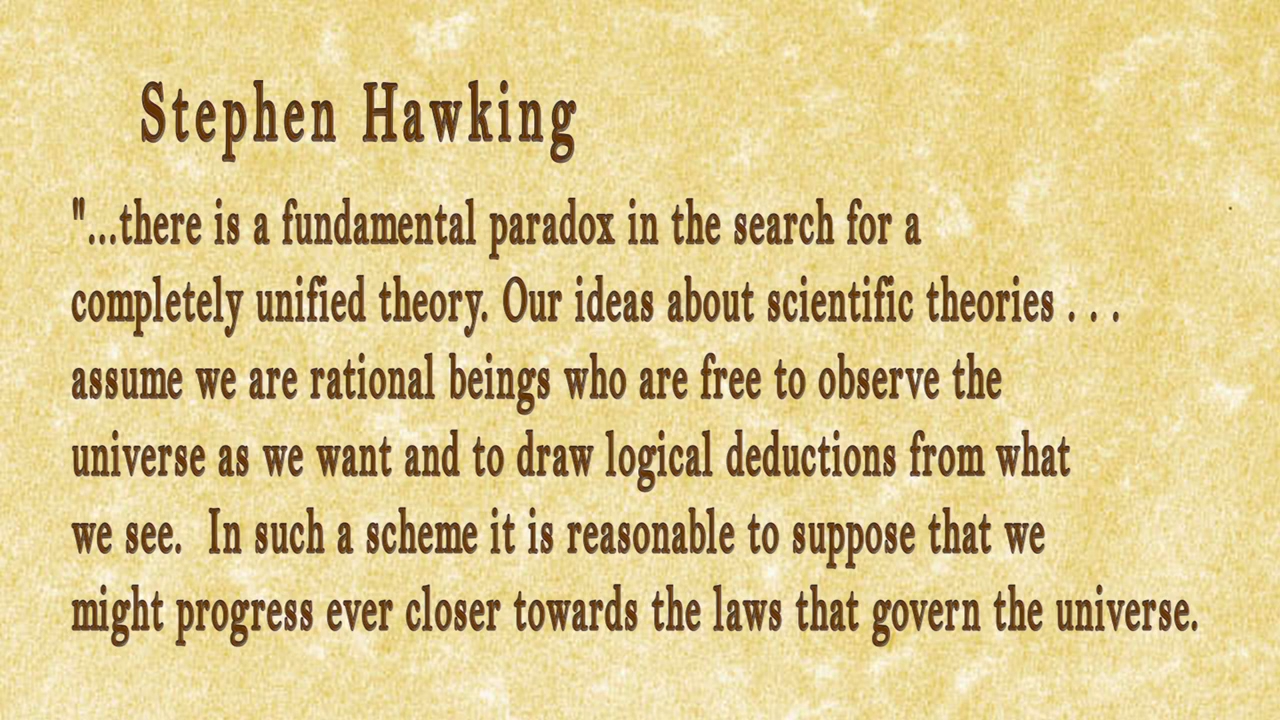 Stephen Hawking
"...there is a fundamental paradox in the search for a
completely unified theory. Our ideas about scientific theories . . .
assume we are rational beings who are free to observe the
universe as we want and to draw logical deductions from what
we see.  In such a scheme it is reasonable to suppose that we
might progress ever closer towards the laws that govern the universe.